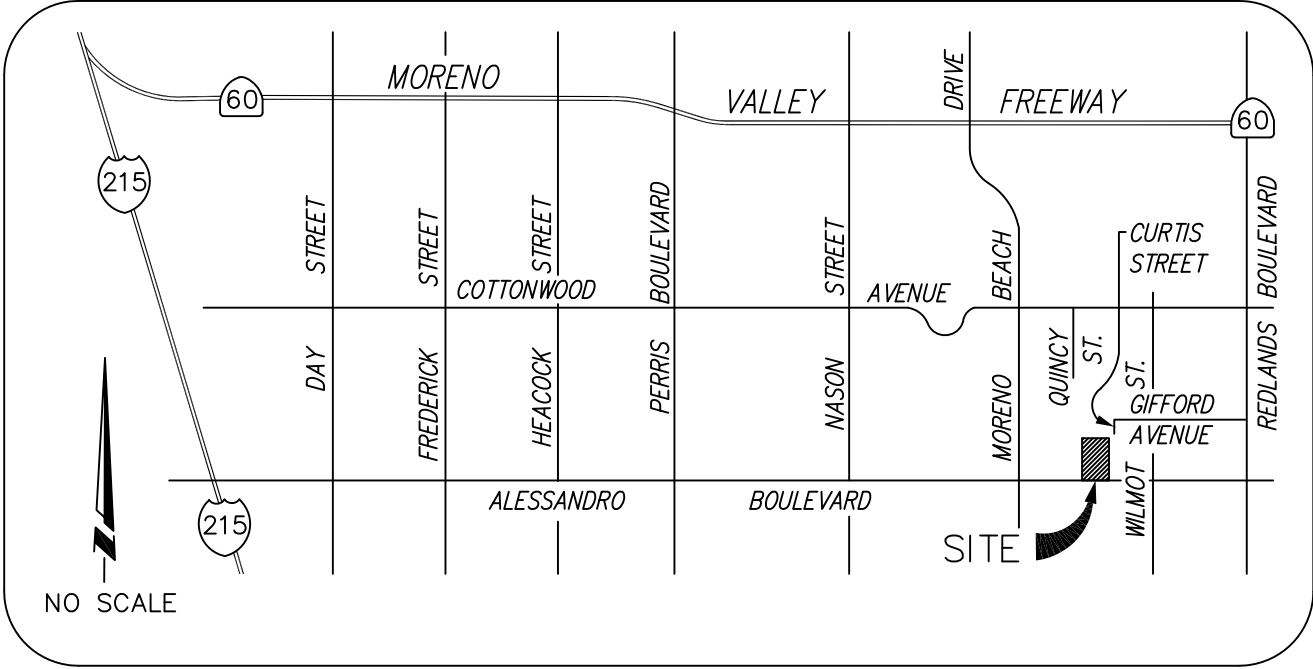 MORENO
VALLEY
FREEWAY
60
60
215
215
DRIVE
BEACH
MORENO
STREET
DAY
STREET
FREDERICK
STREET
HEACOCK
BOULEVARD
PERRIS
STREET
NASON
COTTONWOOD
AVENUE
CURTIS
STREET
BOULEVARD
REDLANDS
QUINCY
ST.
ST.
WILMOT
GIFFORD
AVENUE
ALESSANDRO
BOULEVARD
SITE
NO SCALE
N